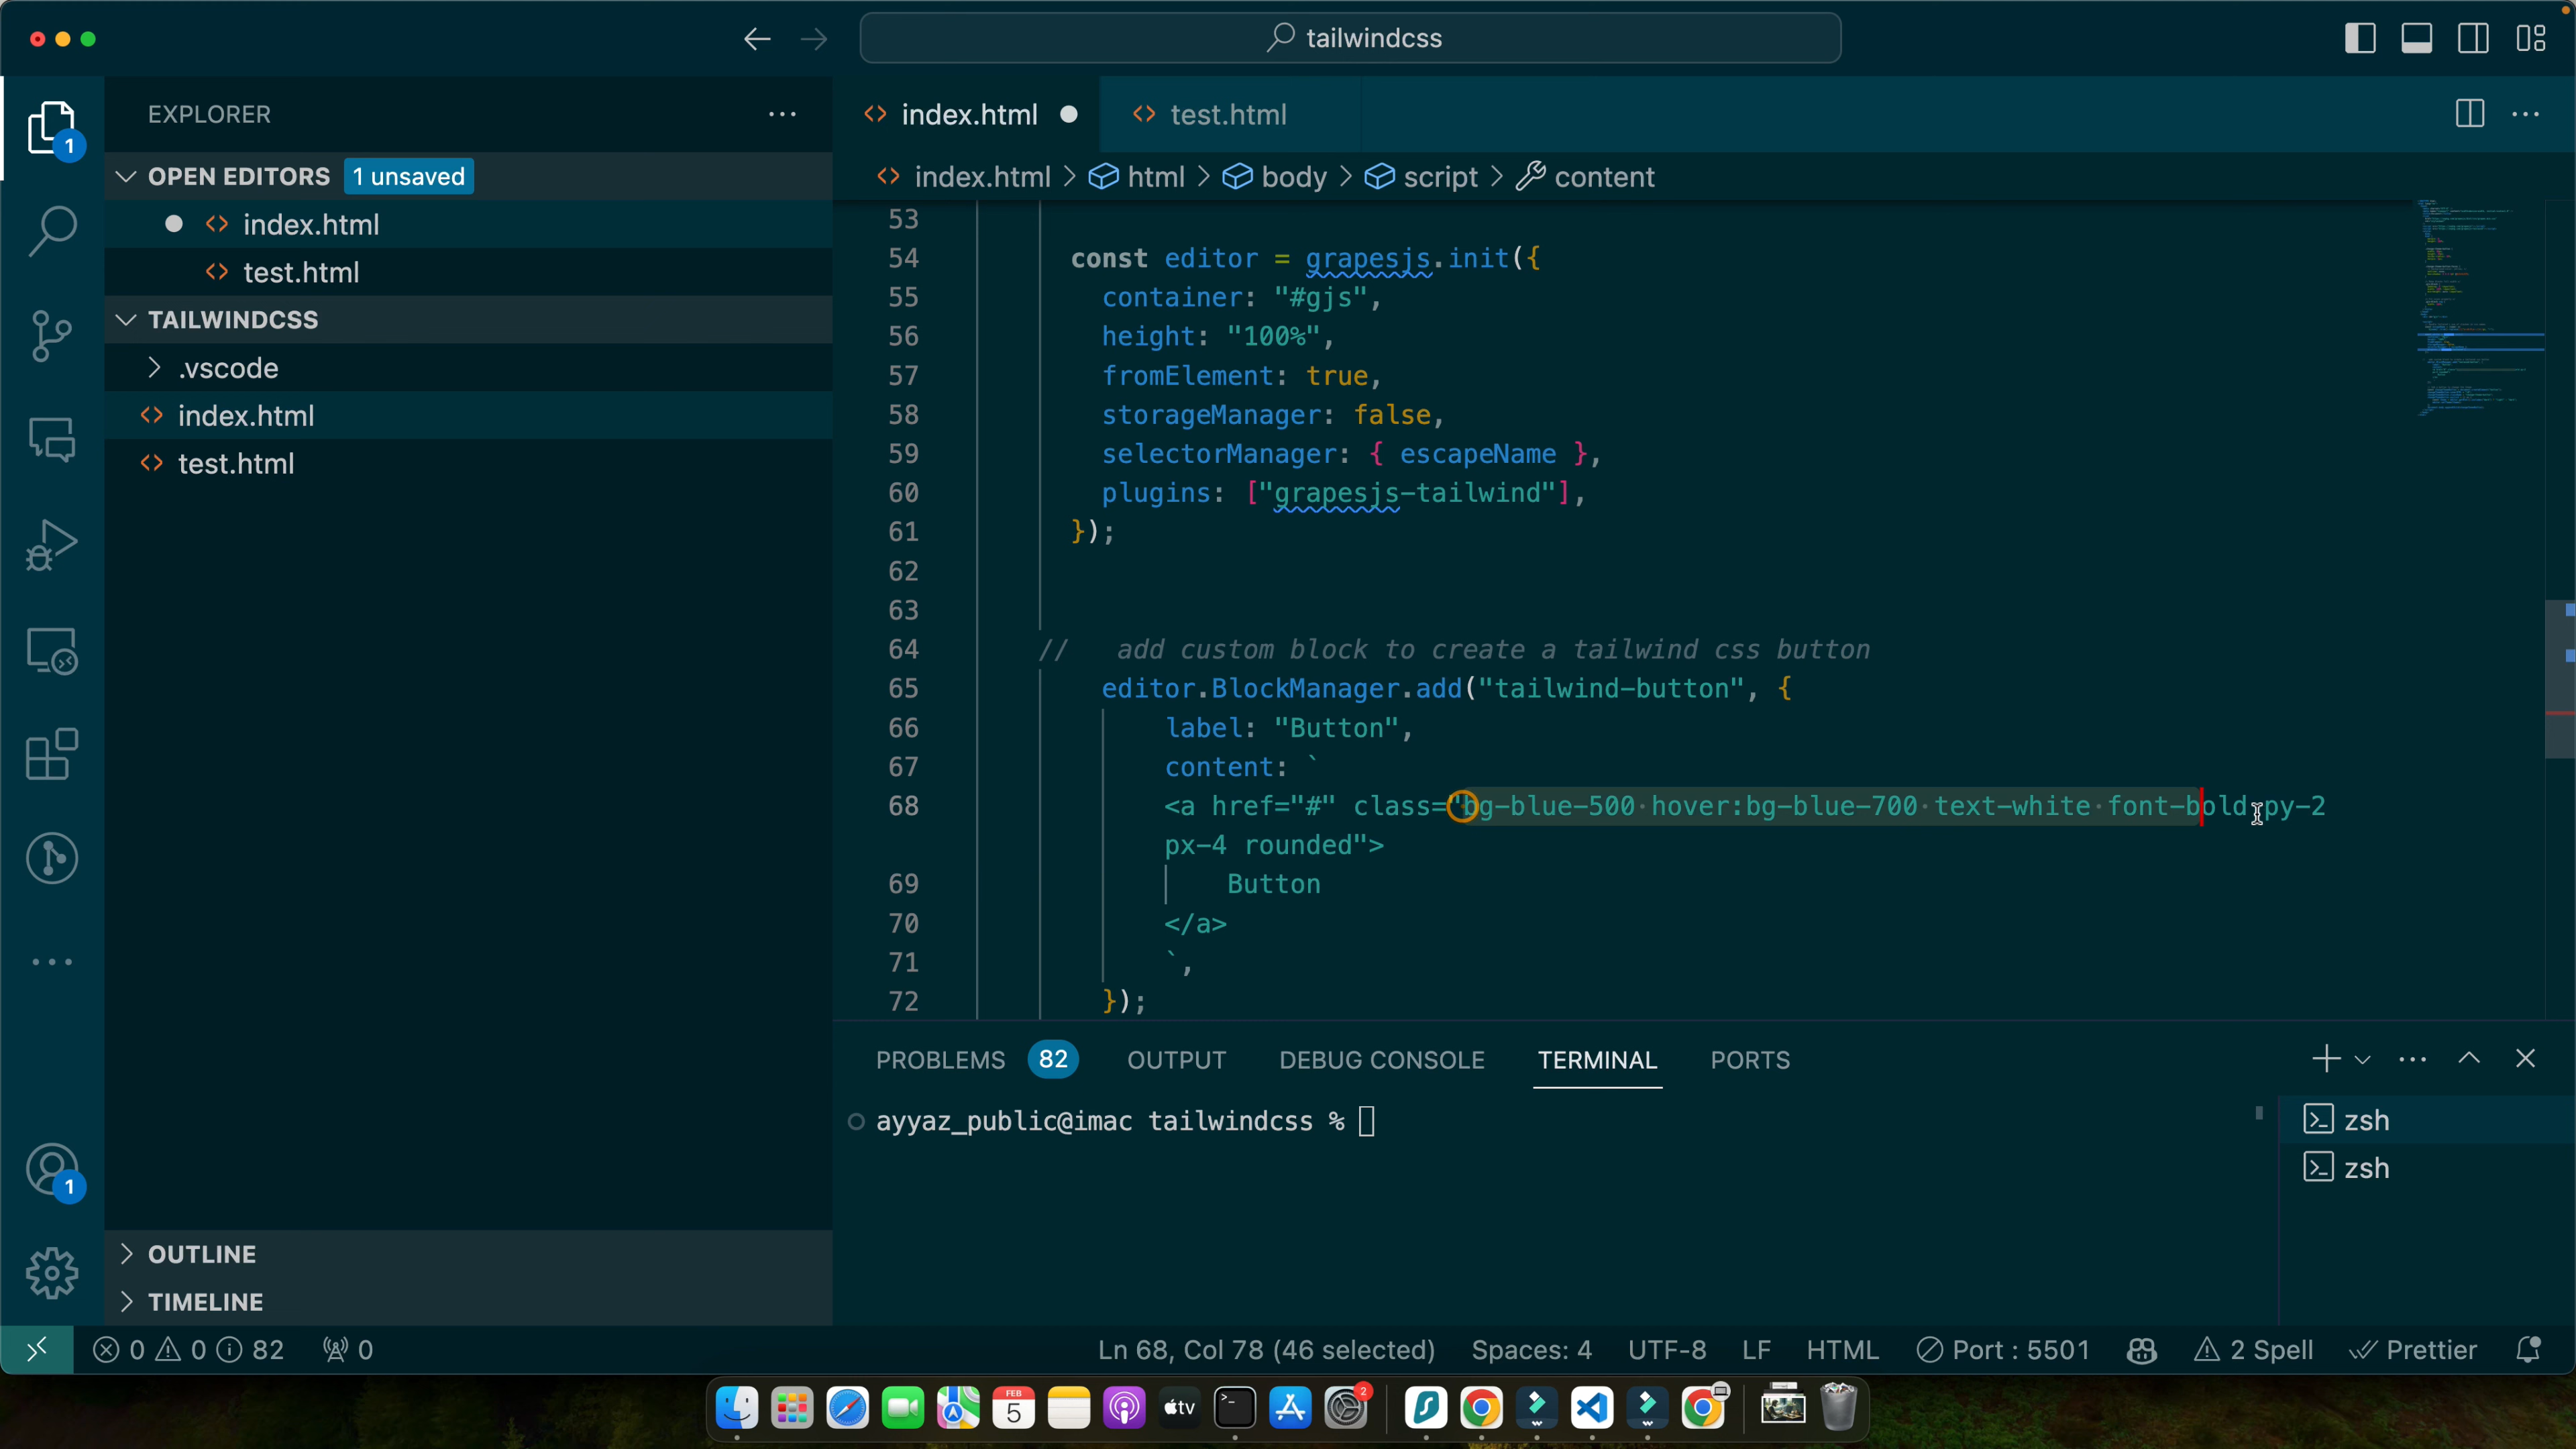 tailwindcss
EXPLORER
OPEN EDITORS 1 unsaved
index.html
test.html
TAILWINDCSS
.vscode
index.html
test.html
OUTLINE
TIMELINE
1
1
index.html
test.html
index.html > html > body > script > content
53
54 const editor = grapesjs.init({
55 container: "#gjs",
56 height: "100%",
57 fromElement: true,
58 storageManager: false,
59 selectorManager: { escapeName },
60 plugins: ["grapesjs-tailwind"],
61 });
62
63
64 // add custom block to create a tailwind css button
65 editor.BlockManager.add("tailwind-button", {
66 label: "Button",
67 content: `
68 <a href="#" class="bg-blue-500 hover:bg-blue-700 text-white font-bold py-2
px-4 rounded">
69 Button
70 </a>
71 `,
72 });
PROBLEMS 82 OUTPUT DEBUG CONSOLE TERMINAL PORTS
ayyaz_public@imac tailwindcss %
zsh
zsh
0 0 82 0 Ln 68, Col 78 (46 selected) Spaces: 4 UTF-8 LF HTML Port : 5501 2 Spell Prettier
FEB
5
tv
2